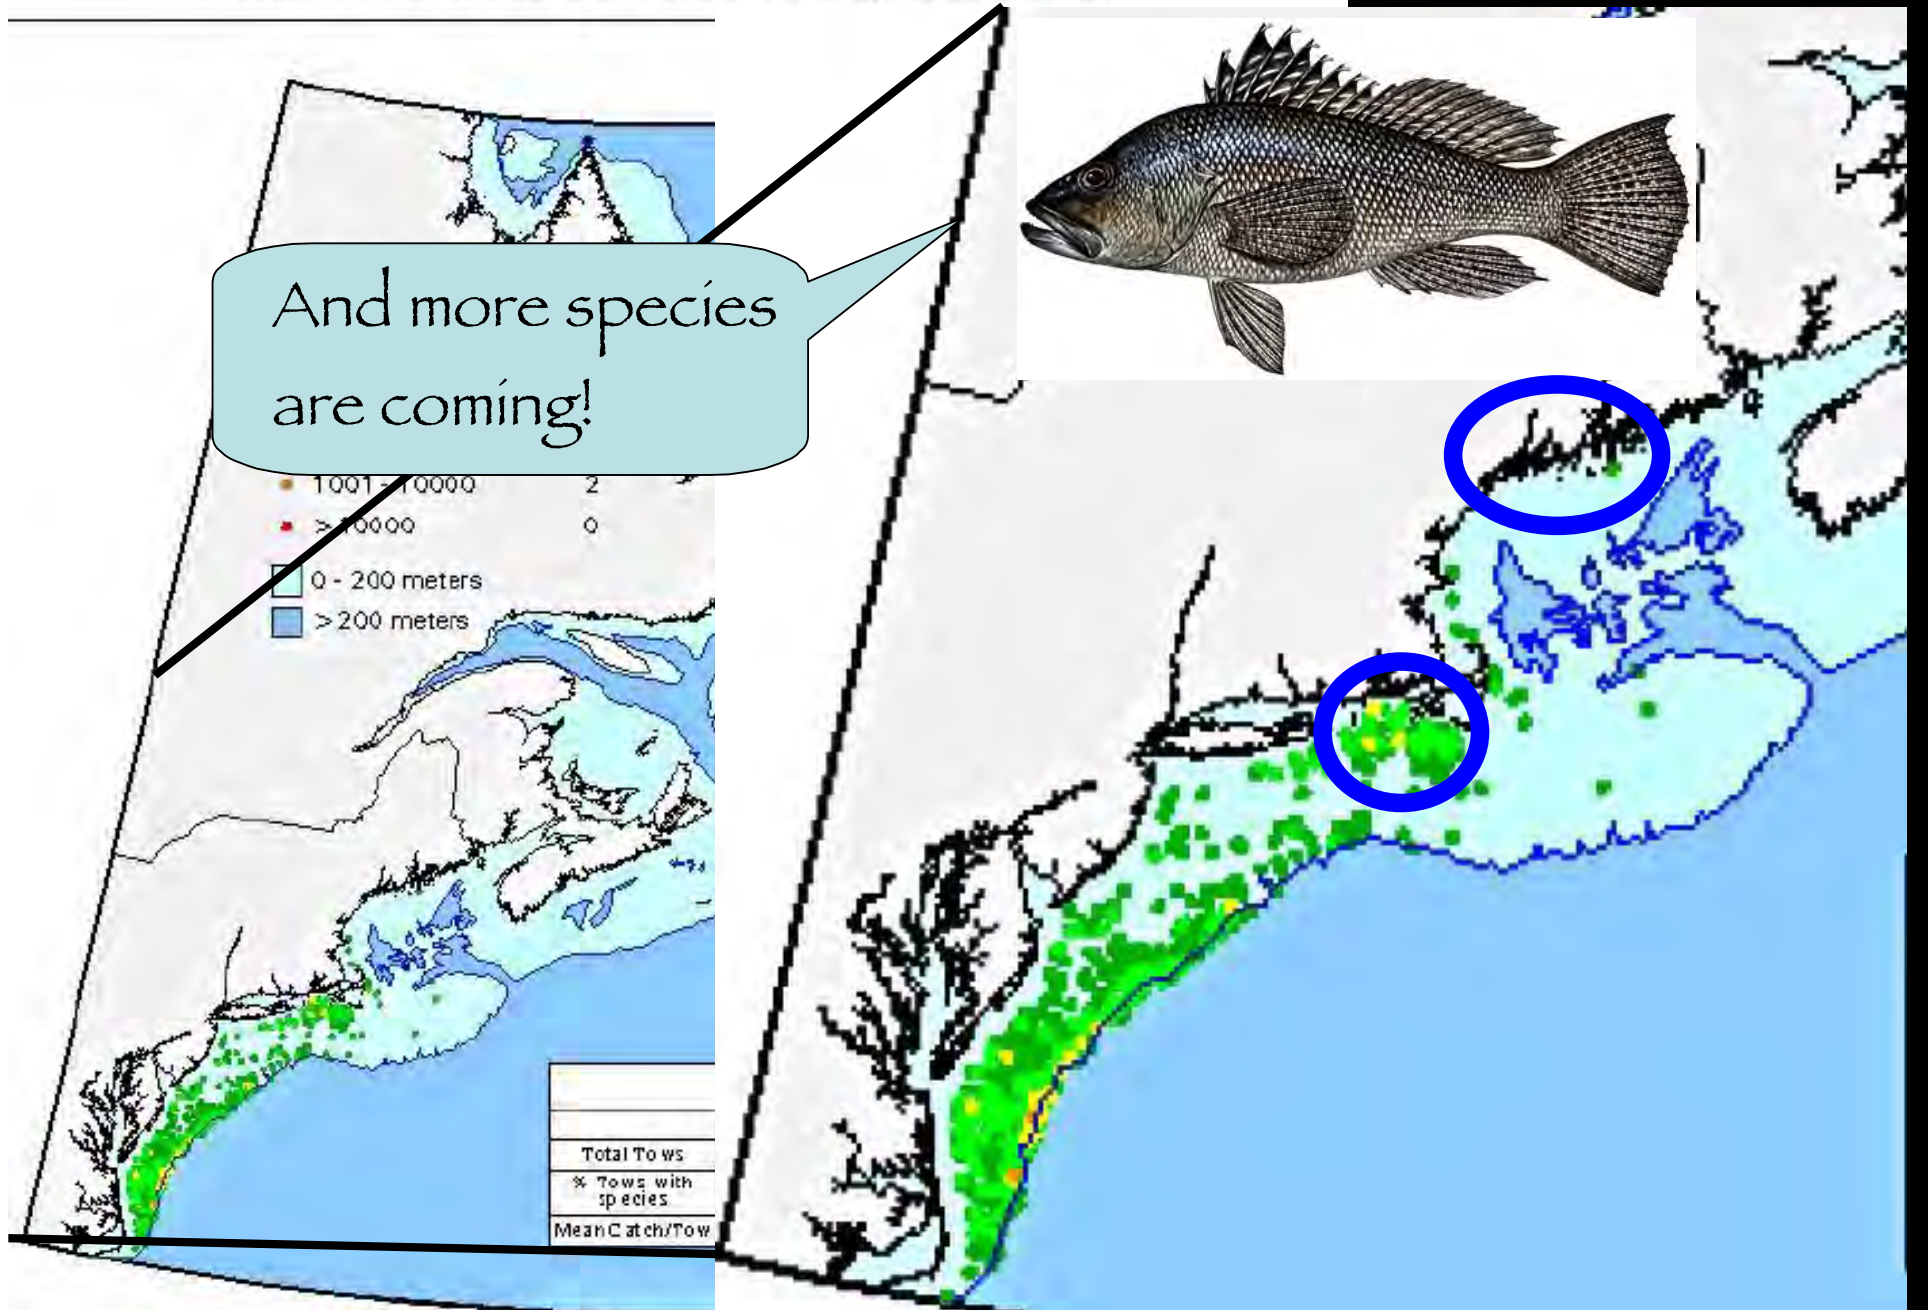 And more species
are coming!
1001 - 10000 2
> 10000 0
0 - 200 meters
> 200 meters
Total Tows
% Tows with
species
Mean Catch/Tow